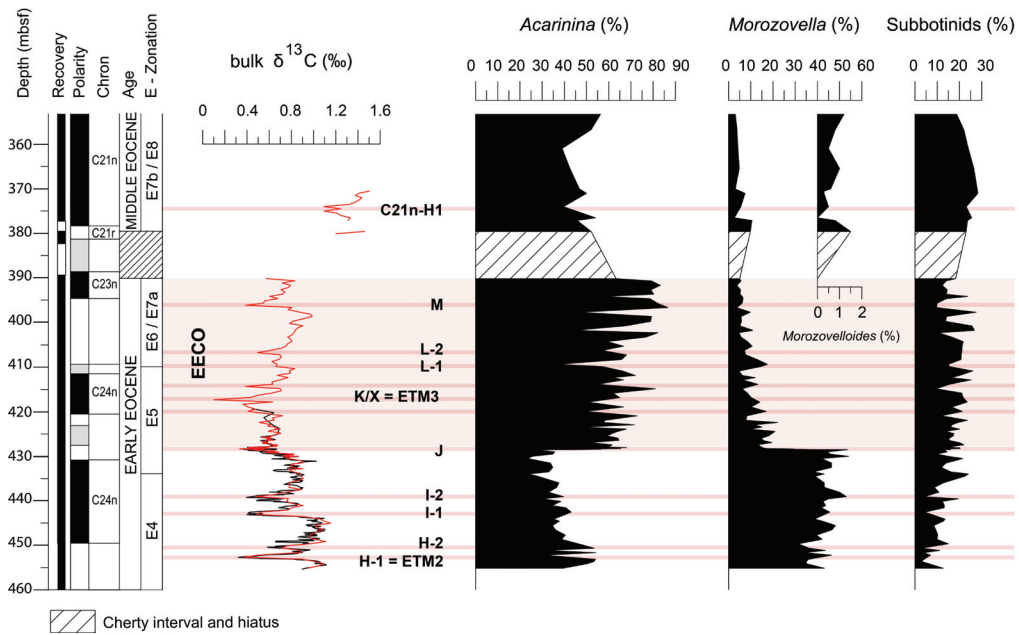 Depth (mbsf)
Recovery
Polarity
Chron
Age
E - Zonation
bulk δ 13C (‰)
0 0.4 0.8 1.2 1.6
Acarinina (%)
0 10 20 30 40 50 60 70 80 90
Morozovella (%)
0 10 20 30 40 50 60
Subbotinids (%)
0 10 20 30
360
370
380
390
400
410
420
430
440
450
460
C21n
C21r
C23n
C24n
C24n
MIDDLE EOCENE
EARLY EOCENE
E7b / E8
E6 / E7a
E5
E4
EECO
C21n-H1
M
L-2
L-1
K/X = ETM3
J
I-2
I-1
H-2
H-1 = ETM2
0 1 2
Morozovelloides (%)
Cherty interval and hiatus